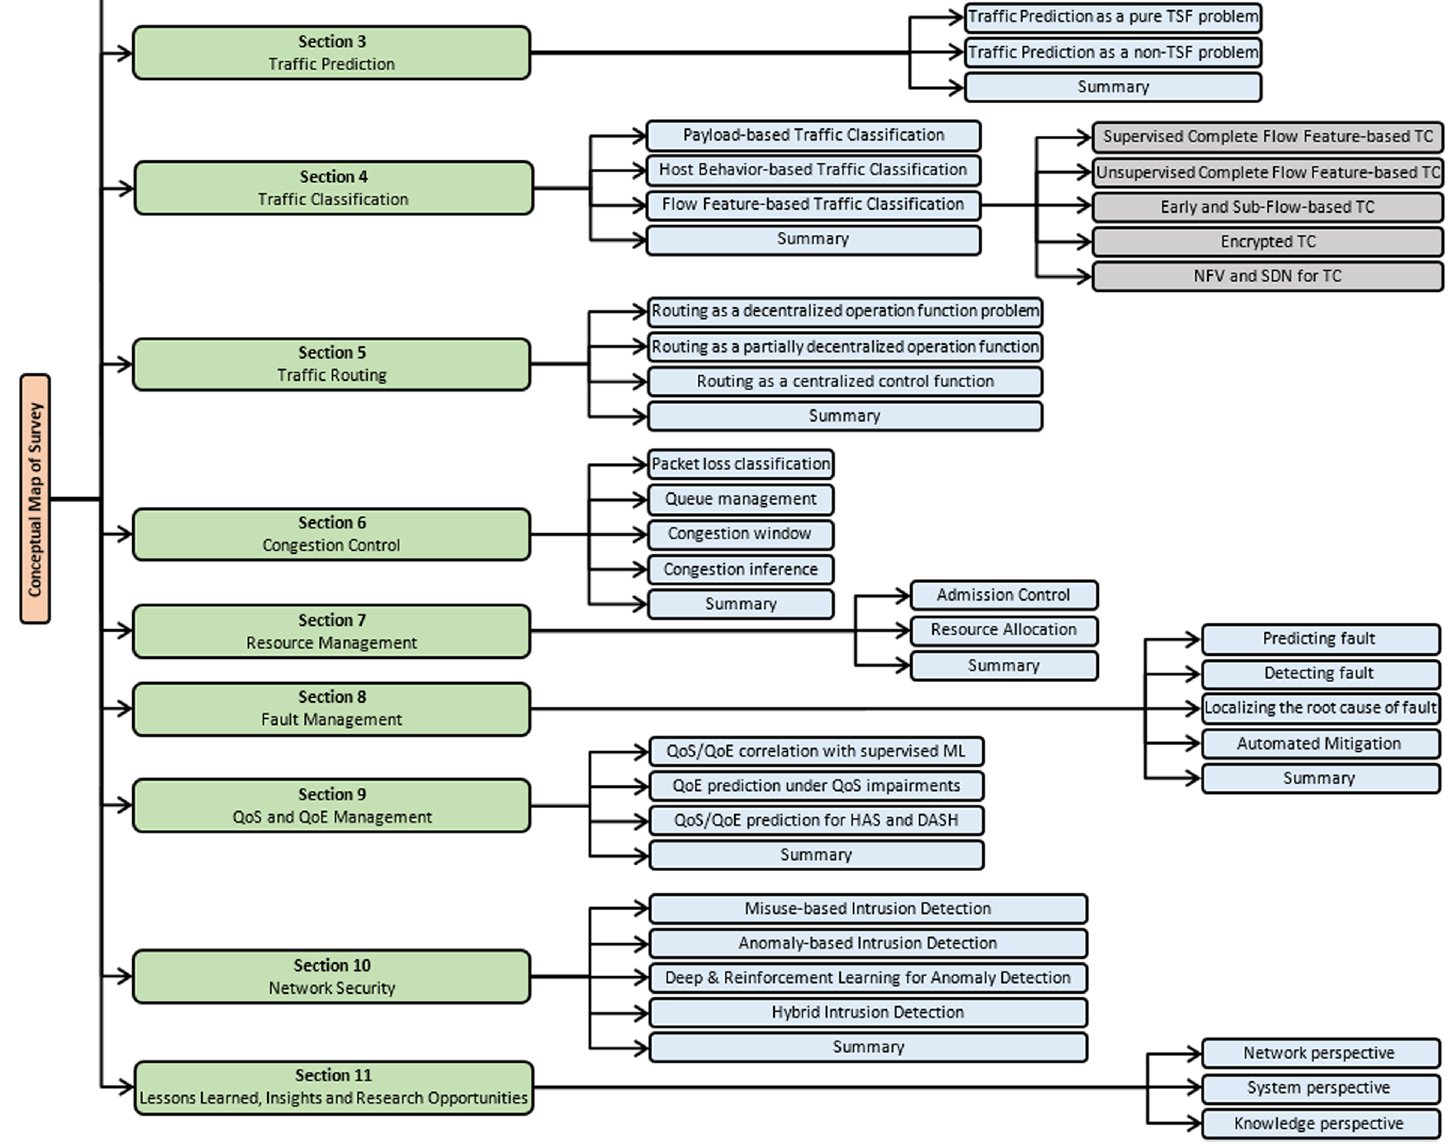 Conceptual Map of Survey
Section 3
Traffic Prediction
Traffic Prediction as a pure TSF problem
Traffic Prediction as a non-TSF problem
Summary
Section 4
Traffic Classification
Payload-based Traffic Classification
Host Behavior-based Traffic Classification
Flow Feature-based Traffic Classification
Summary
Supervised Complete Flow Feature-based TC
Unsupervised Complete Flow Feature-based TC
Early and Sub-Flow-based TC
Encrypted TC
NFV and SDN for TC
Section 5
Traffic Routing
Routing as a decentralized operation function problem
Routing as a partially decentralized operation function
Routing as a centralized control function
Summary
Section 6
Congestion Control
Packet loss classification
Queue management
Congestion window
Congestion inference
Summary
Section 7
Resource Management
Admission Control
Resource Allocation
Summary
Section 8
Fault Management
Predicting fault
Detecting fault
Localizing the root cause of fault
Automated Mitigation
Summary
Section 9
QoS and QoE Management
QoS/QoE correlation with supervised ML
QoE prediction under QoS impairments
QoS/QoE prediction for HAS and DASH
Summary
Section 10
Network Security
Misuse-based Intrusion Detection
Anomaly-based Intrusion Detection
Deep & Reinforcement Learning for Anomaly Detection
Hybrid Intrusion Detection
Summary
Section 11
Lessons Learned, Insights and Research Opportunities
Network perspective
System perspective
Knowledge perspective